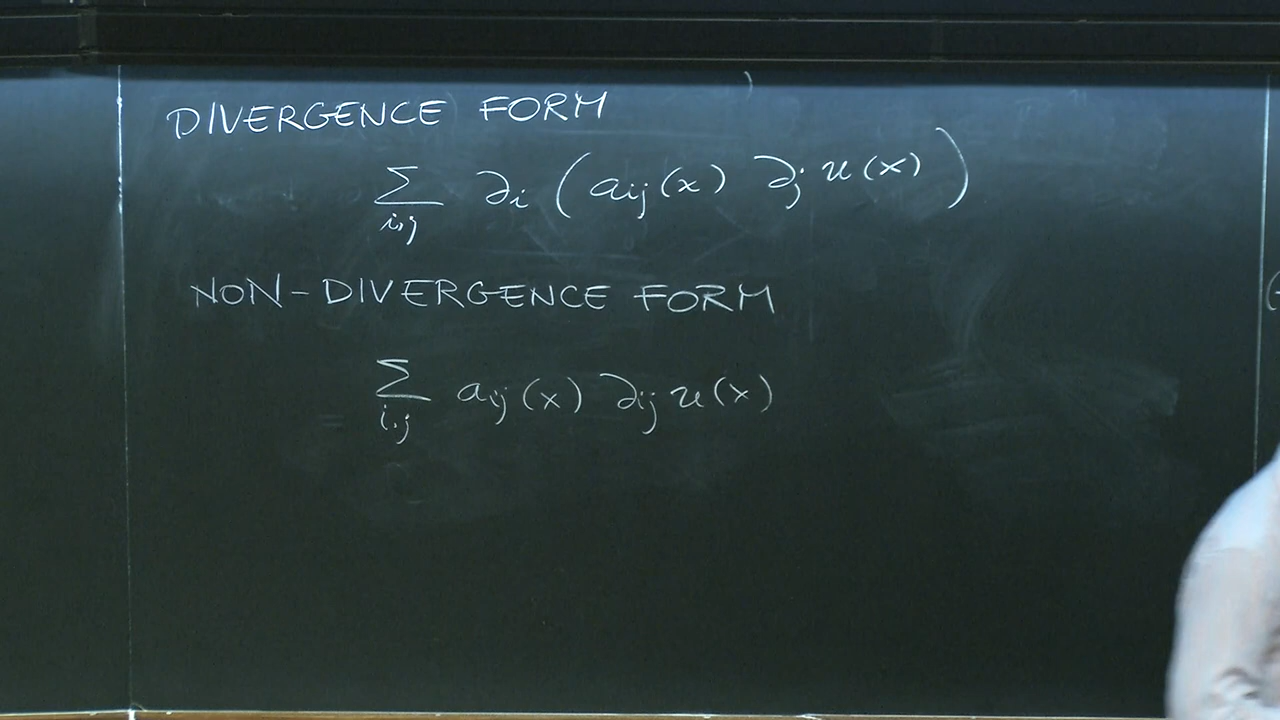 DIVERGENCE FORM
∑ ∂i ( aij(x) ∂j u(x) )
i,j
NON-DIVERGENCE FORM
∑ aij(x) ∂ij u(x)
i,j